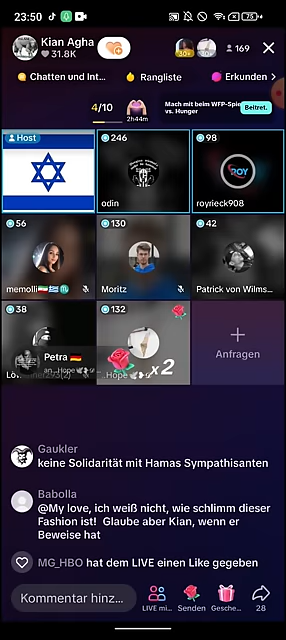 23:50
75
Kian Agha
31.8K
30+
169
Chatten und Int...
Rangliste
Erkunden
4/10
2h44m
Mach mit beim WFP-Spie
vs. Hunger
Beitret.
Host
246
98
odin
ROY
royrieck908
56
130
42
memolli
Moritz
Patrick von Wilms...
38
132
Petra
x2
Anfragen
Gaukler
keine Solidarität mit Hamas Sympathisanten
Babolla
@My love, ich weiß nicht, wie schlimm dieser
Fashion ist! Glaube aber Kian, wenn er
Beweise hat
MG_HBO hat dem LIVE einen Like gegeben
Kommentar hinz...
LIVE mi...
Senden
Gesche...
28